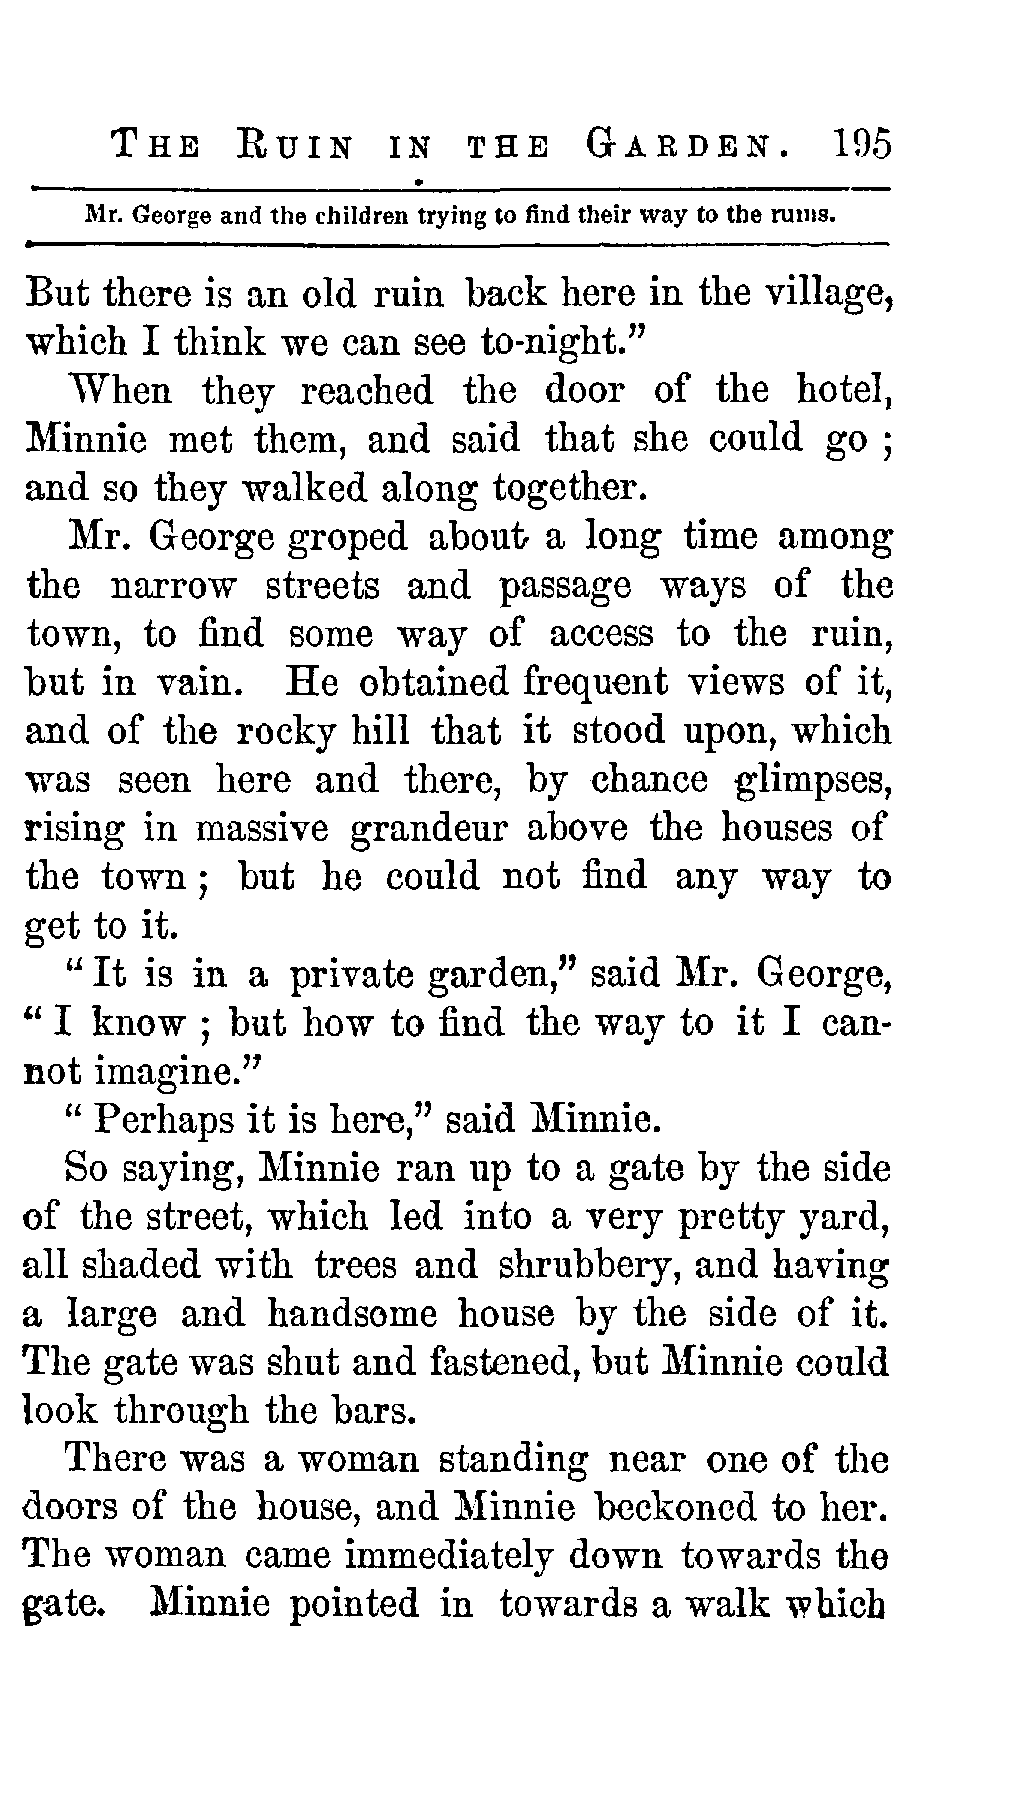 The Ruin in the Garden. 195
Mr. George and the children trying to find their way to the ruins.
But there is an old ruin back here in the village,
which I think we can see to-night.”
When they reached the door of the hotel,
Minnie met them, and said that she could go ;
and so they walked along together.
Mr. George groped about a long time among
the narrow streets and passage ways of the
town, to find some way of access to the ruin,
but in vain. He obtained frequent views of it,
and of the rocky hill that it stood upon, which
was seen here and there, by chance glimpses,
rising in massive grandeur above the houses of
the town ; but he could not find any way to
get to it.
“ It is in a private garden,” said Mr. George,
“ I know ; but how to find the way to it I can-
not imagine.”
“ Perhaps it is here,” said Minnie.
So saying, Minnie ran up to a gate by the side
of the street, which led into a very pretty yard,
all shaded with trees and shrubbery, and having
a large and handsome house by the side of it.
The gate was shut and fastened, but Minnie could
look through the bars.
There was a woman standing near one of the
doors of the house, and Minnie beckoned to her.
The woman came immediately down towards the
gate. Minnie pointed in towards a walk which